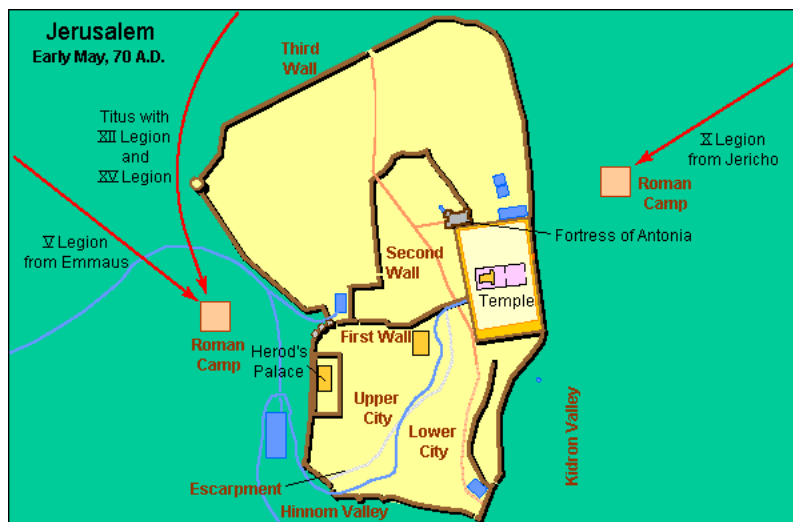 Jerusalem
Early May, 70 A.D.
Third
Wall
Titus with
XII Legion
and
XV Legion
X Legion
from Jericho
Roman
Camp
V Legion
from Emmaus
Fortress of Antonia
Second
Wall
Temple
Roman
Camp
First Wall
Herod's
Palace
Upper
City
Lower
City
Kidron Valley
Escarpment
Hinnom Valley